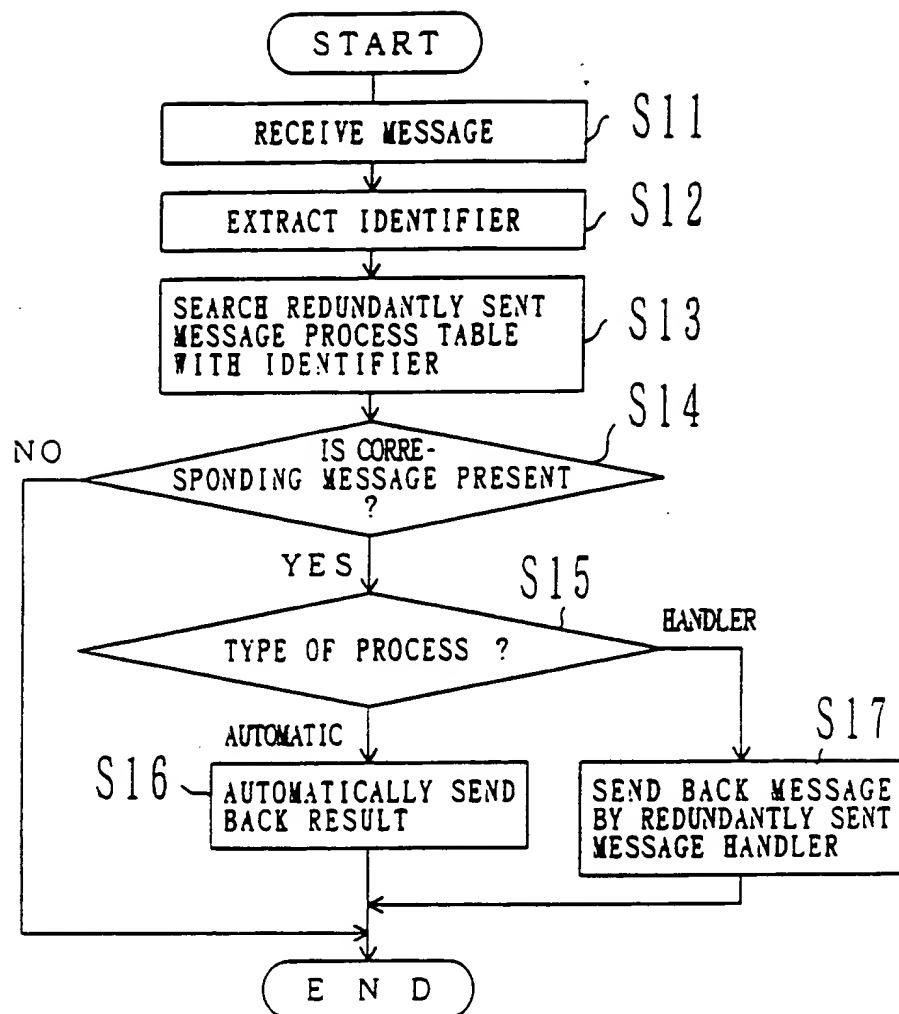 START
RECEIVE MESSAGE
S11
EXTRACT IDENTIFIER
S12
SEARCH REDUNDANTLY SENT
MESSAGE PROCESS TABLE
WITH IDENTIFIER
S13
S14
NO
IS CORRE-
SPONDING MESSAGE PRESENT
?
YES
S15
HANDLER
TYPE OF PROCESS ?
AUTOMATIC
S16
AUTOMATICALLY SEND
BACK RESULT
S17
SEND BACK MESSAGE
BY REDUNDANTLY SENT
MESSAGE HANDLER
END